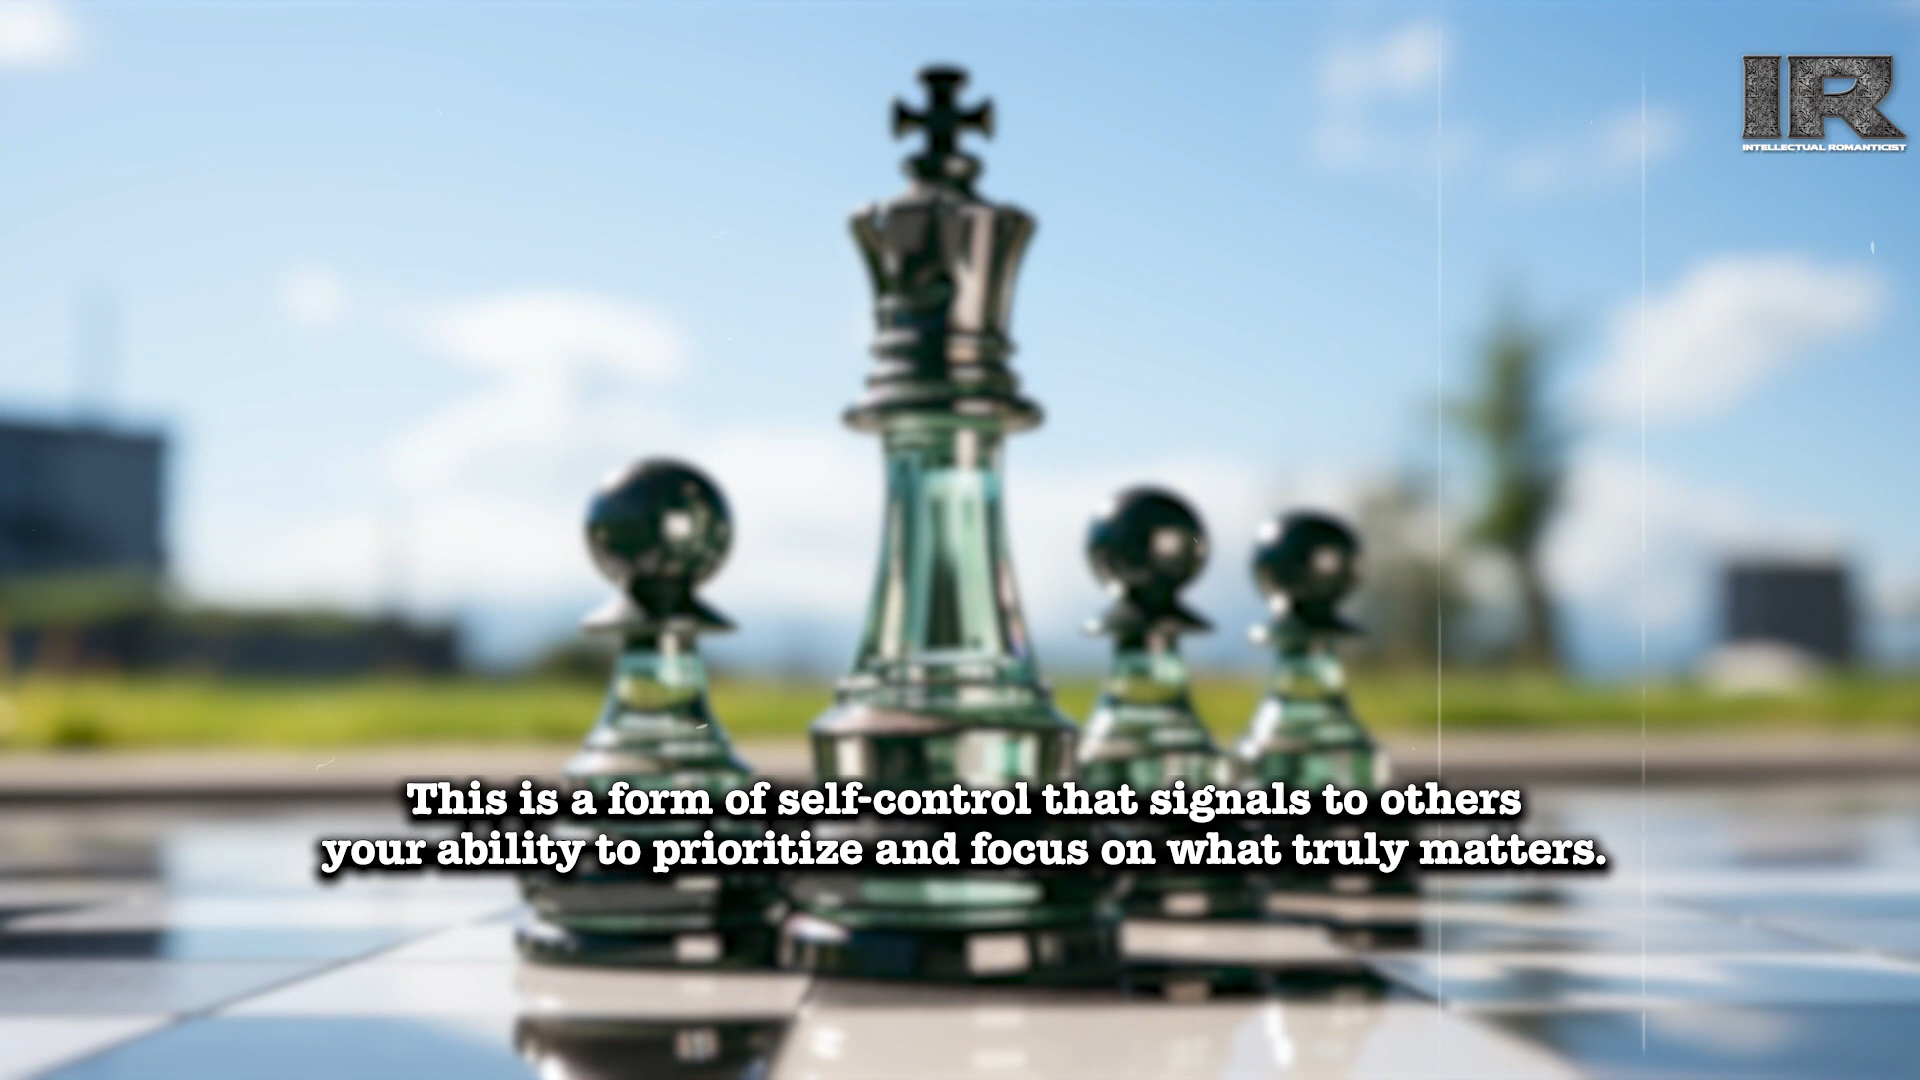 IR
INTELLECTUAL ROMANTICIST
This is a form of self-control that signals to others
your ability to prioritize and focus on what truly matters.